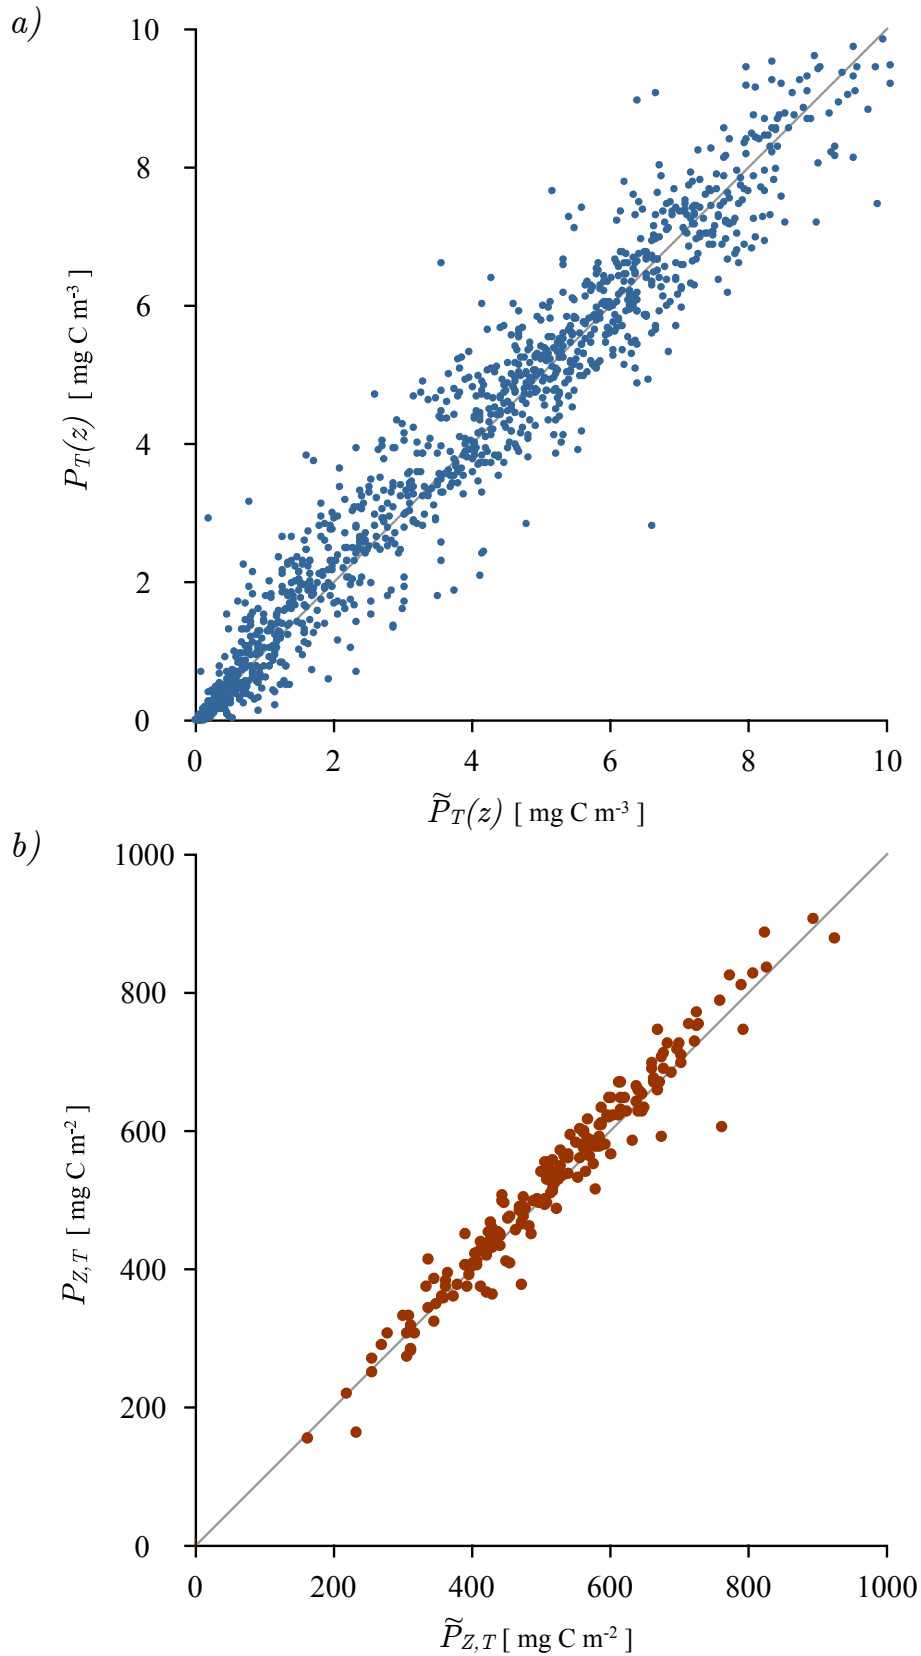 a)
10
8
6
4
2
0
P_T(z) [ mg C m⁻³ ]
0 2 4 6 8 10
P̃_T(z) [ mg C m⁻³ ]
b)
1000
800
600
400
200
0
P_Z,T [ mg C m⁻² ]
0 200 400 600 800 1000
P̃_Z,T [ mg C m⁻² ]